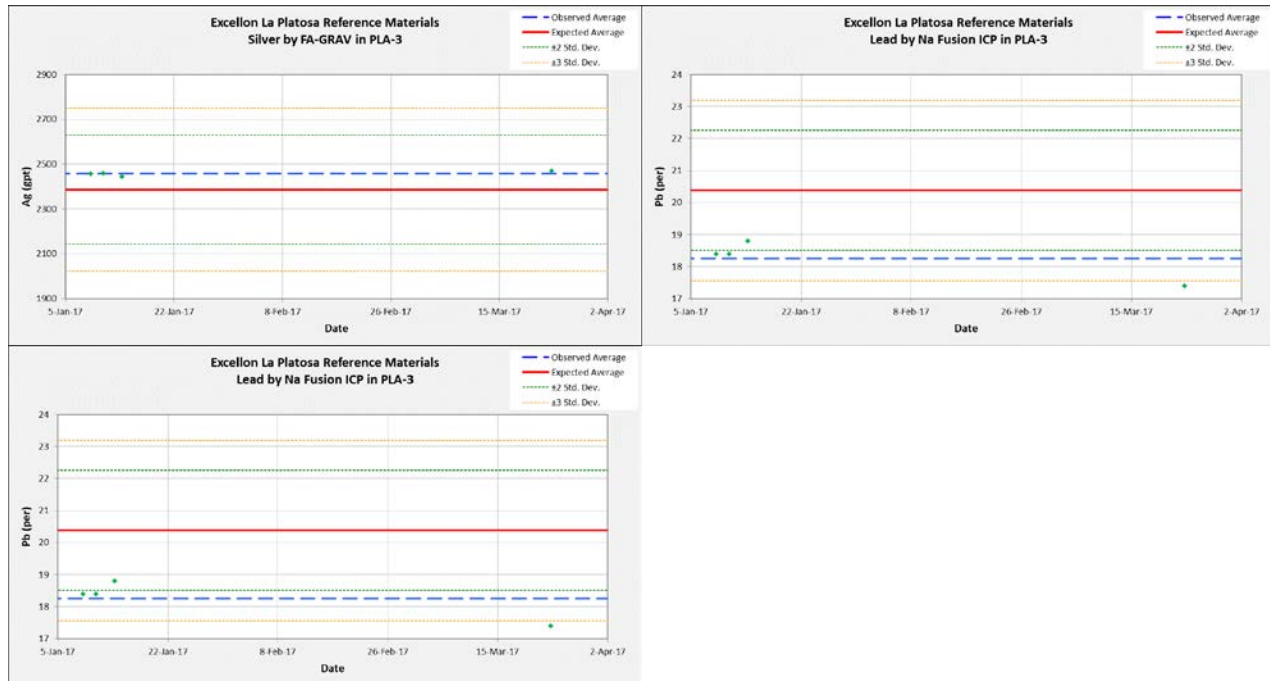 Excellon La Platosa Reference Materials
Silver by FA-GRAV in PLA-3
Observed Average
Expected Average
±2 Std. Dev.
±3 Std. Dev.
2900
2700
2500
2300
2100
1900
Ag (gpt)
5-Jan-17 22-Jan-17 8-Feb-17 26-Feb-17 15-Mar-17 2-Apr-17
Date
Excellon La Platosa Reference Materials
Lead by Na Fusion ICP in PLA-3
Observed Average
Expected Average
±2 Std. Dev.
±3 Std. Dev.
24
23
22
21
20
19
18
17
Pb (per)
5-Jan-17 22-Jan-17 8-Feb-17 26-Feb-17 15-Mar-17 2-Apr-17
Date
Excellon La Platosa Reference Materials
Lead by Na Fusion ICP in PLA-3
Observed Average
Expected Average
±2 Std. Dev.
±3 Std. Dev.
24
23
22
21
20
19
18
17
Pb (per)
5-Jan-17 22-Jan-17 8-Feb-17 26-Feb-17 15-Mar-17 2-Apr-17
Date